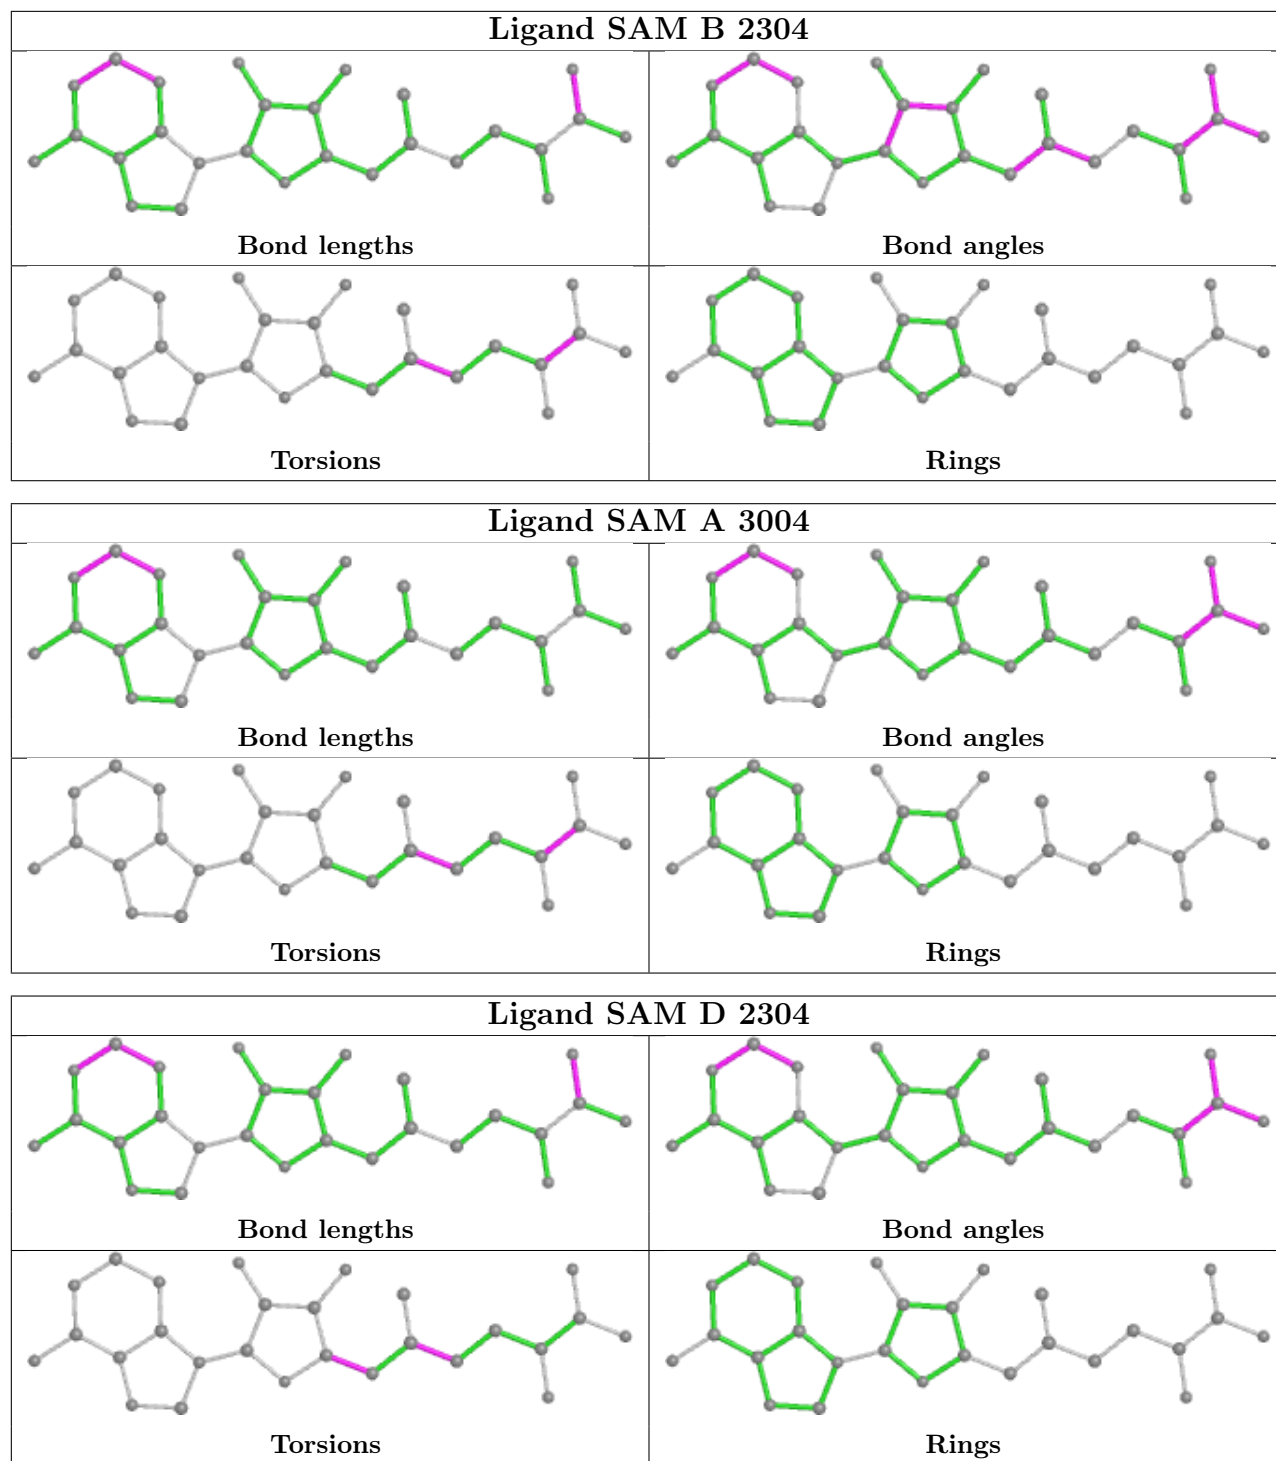 Ligand SAM B 2304
Bond lengths
Bond angles
Torsions
Rings
Ligand SAM A 3004
Bond lengths
Bond angles
Torsions
Rings
Ligand SAM D 2304
Bond lengths
Bond angles
Torsions
Rings